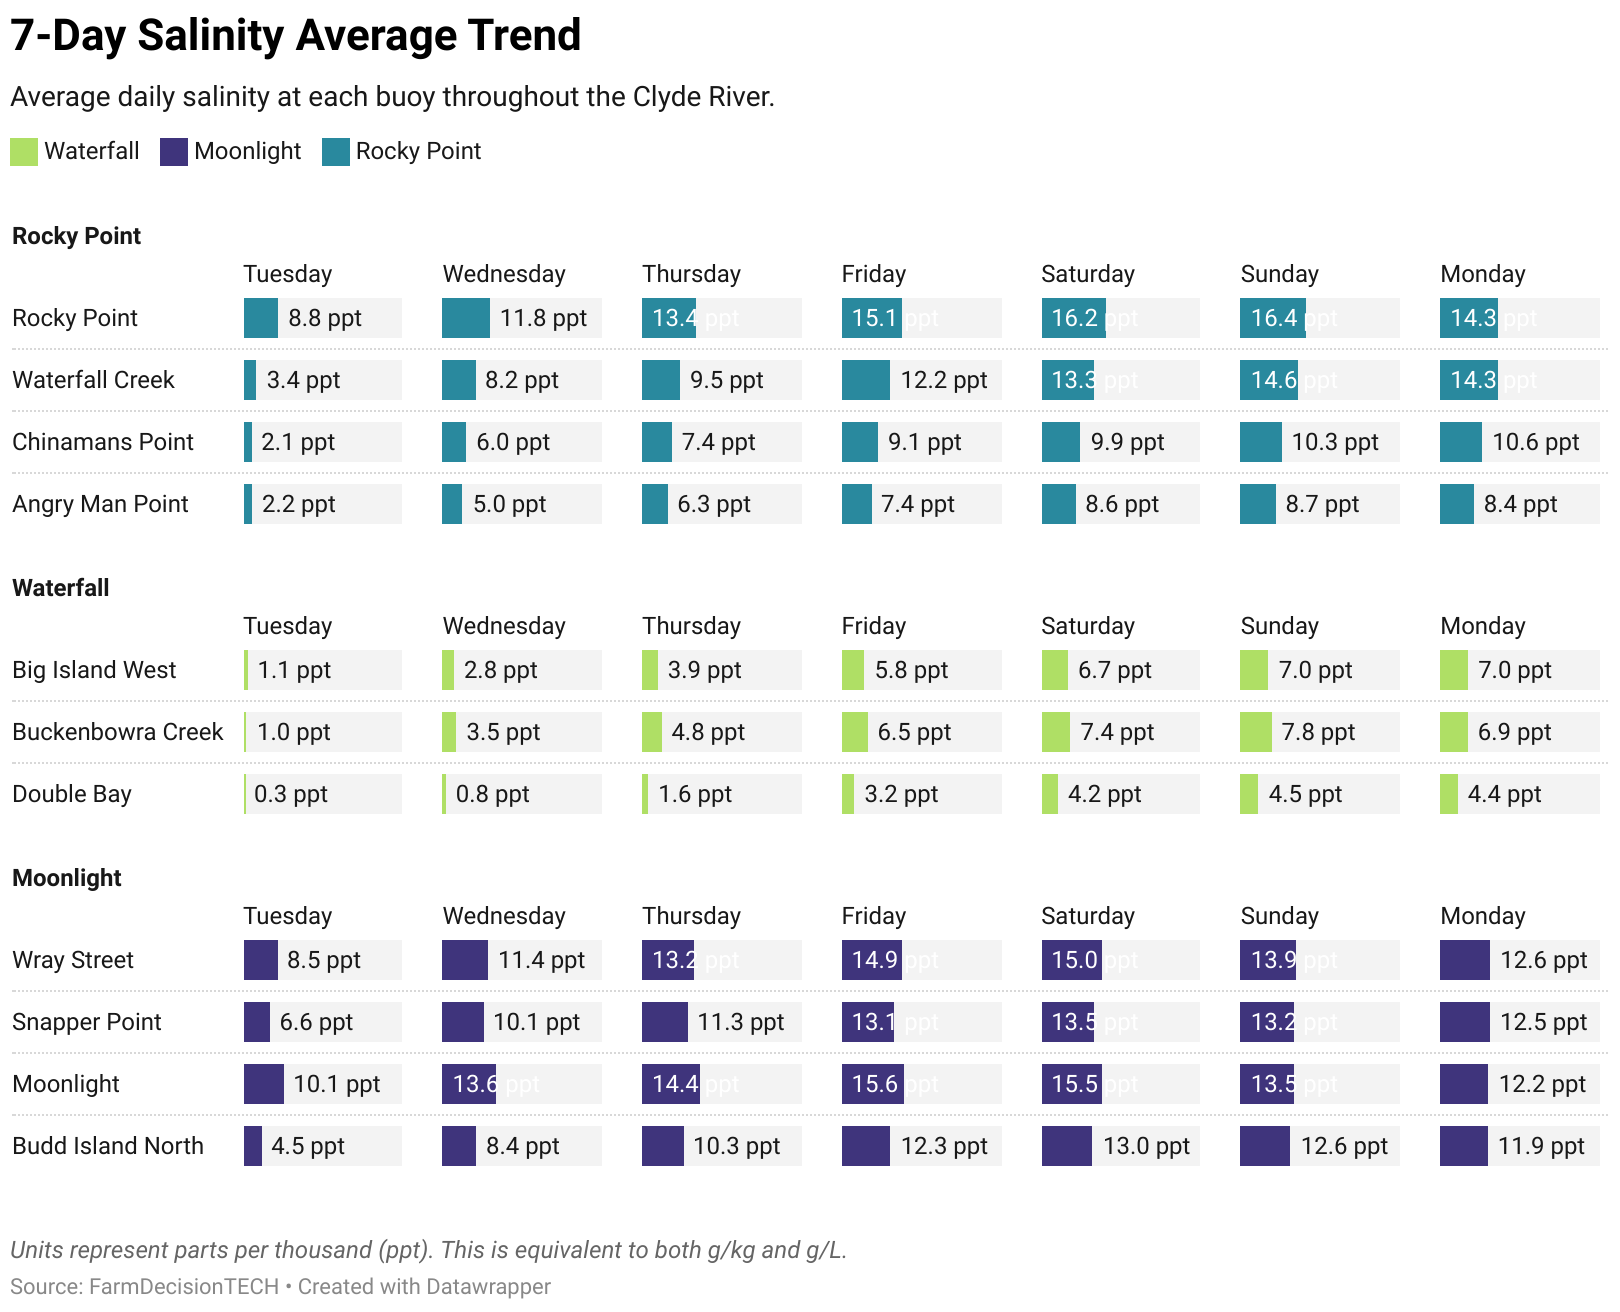 7-Day Salinity Average Trend
Average daily salinity at each buoy throughout the Clyde River.
Waterfall Moonlight Rocky Point
Rocky Point
Tuesday Wednesday Thursday Friday Saturday Sunday Monday
Rocky Point 8.8 ppt 11.8 ppt 13.4 ppt 15.1 ppt 16.2 ppt 16.4 ppt 14.3 ppt
Waterfall Creek 3.4 ppt 8.2 ppt 9.5 ppt 12.2 ppt 13.3 ppt 14.6 ppt 14.3 ppt
Chinamans Point 2.1 ppt 6.0 ppt 7.4 ppt 9.1 ppt 9.9 ppt 10.3 ppt 10.6 ppt
Angry Man Point 2.2 ppt 5.0 ppt 6.3 ppt 7.4 ppt 8.6 ppt 8.7 ppt 8.4 ppt
Waterfall
Tuesday Wednesday Thursday Friday Saturday Sunday Monday
Big Island West 1.1 ppt 2.8 ppt 3.9 ppt 5.8 ppt 6.7 ppt 7.0 ppt 7.0 ppt
Buckenbowra Creek 1.0 ppt 3.5 ppt 4.8 ppt 6.5 ppt 7.4 ppt 7.8 ppt 6.9 ppt
Double Bay 0.3 ppt 0.8 ppt 1.6 ppt 3.2 ppt 4.2 ppt 4.5 ppt 4.4 ppt
Moonlight
Tuesday Wednesday Thursday Friday Saturday Sunday Monday
Wray Street 8.5 ppt 11.4 ppt 13.2 ppt 14.9 ppt 15.0 ppt 13.9 ppt 12.6 ppt
Snapper Point 6.6 ppt 10.1 ppt 11.3 ppt 13.1 ppt 13.5 ppt 13.2 ppt 12.5 ppt
Moonlight 10.1 ppt 13.6 ppt 14.4 ppt 15.6 ppt 15.5 ppt 13.5 ppt 12.2 ppt
Budd Island North 4.5 ppt 8.4 ppt 10.3 ppt 12.3 ppt 13.0 ppt 12.6 ppt 11.9 ppt
Units represent parts per thousand (ppt). This is equivalent to both g/kg and g/L.
Source: FarmDecisionTECH • Created with Datawrapper